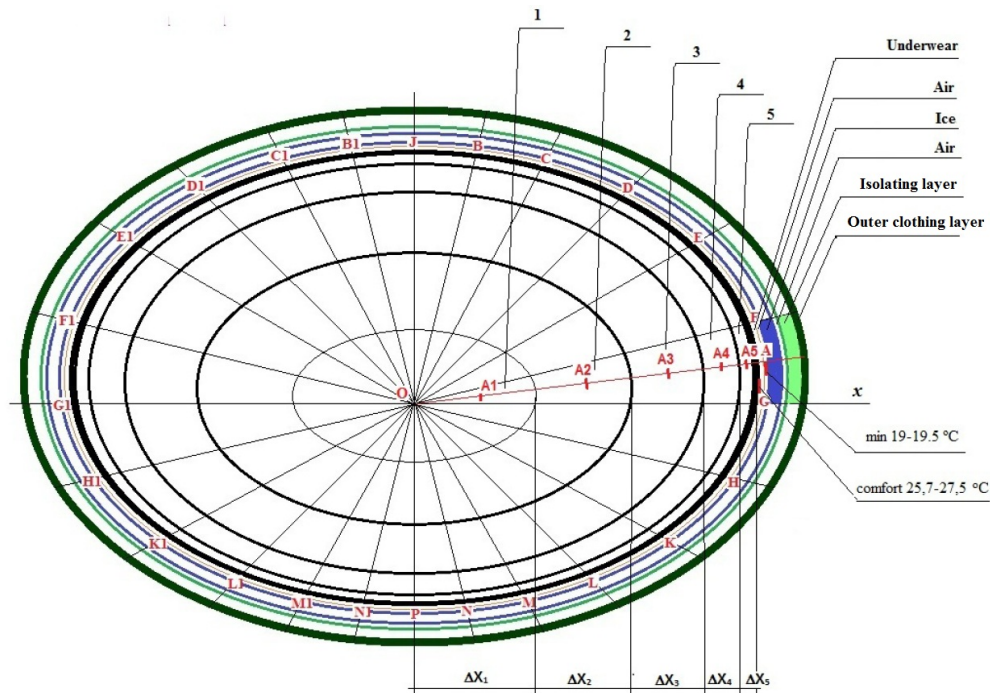 1
2
Underwear
3
Air
4
Ice
5
Air
Isolating layer
Outer clothing layer
J
B1
B
C1
C
D1
D
E1
E
F1
F
A5
A
A4
A3
A2
A1
O
G1
G
x
min 19-19.5 °C
comfort 25,7-27,5 °C
H1
H
K1
K
L1
L
M1
M
N1
P
N
ΔX₁
ΔX₂
ΔX₃
ΔX₄
ΔX₅